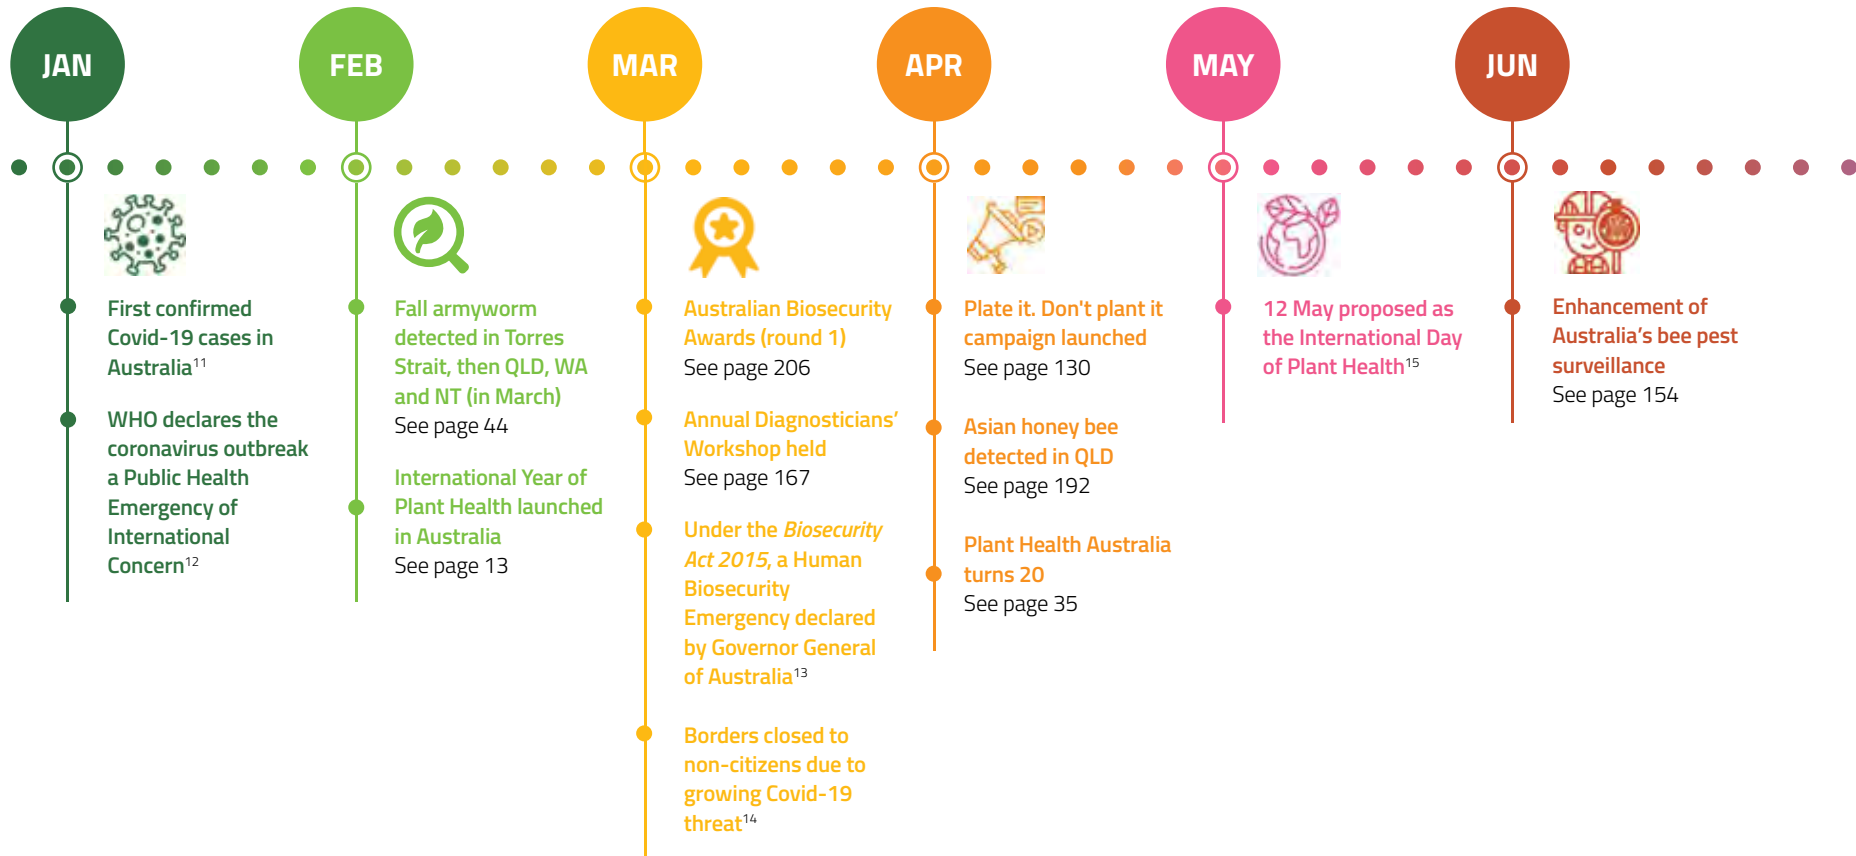 JAN
First confirmed
Covid-19 cases in
Australia11
WHO declares the
coronavirus outbreak
a Public Health
Emergency of
International
Concern12
FEB
Fall armyworm
detected in Torres
Strait, then QLD, WA
and NT (in March)
See page 44
International Year of
Plant Health launched
in Australia
See page 13
MAR
Australian Biosecurity
Awards (round 1)
See page 206
Annual Diagnosticians’
Workshop held
See page 167
Under the Biosecurity
Act 2015, a Human
Biosecurity
Emergency declared
by Governor General
of Australia13
Borders closed to
non-citizens due to
growing Covid-19
threat14
APR
Plate it. Don't plant it
campaign launched
See page 130
Asian honey bee
detected in QLD
See page 192
Plant Health Australia
turns 20
See page 35
MAY
12 May proposed as
the International Day
of Plant Health15
JUN
Enhancement of
Australia’s bee pest
surveillance
See page 154